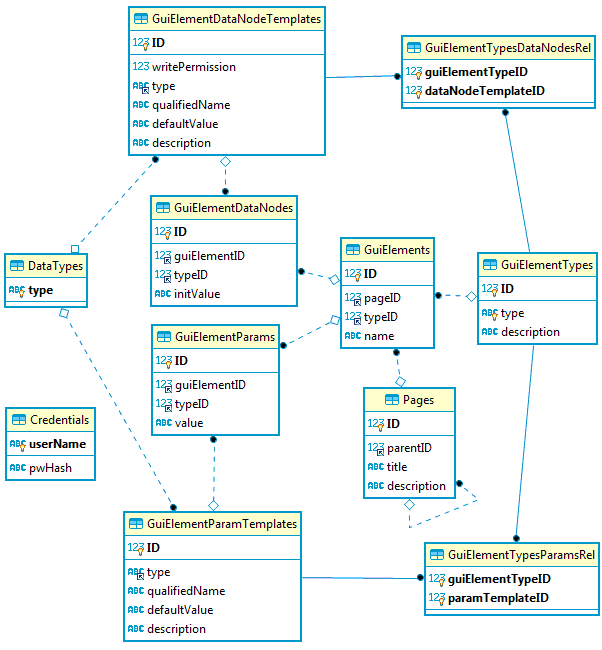 GuiElementDataNodeTemplates
123 ID
123 writePermission
ABC type
ABC qualifiedName
ABC defaultValue
ABC description
GuiElementTypesDataNodesRel
123 guiElementTypeID
123 dataNodeTemplateID
GuiElementDataNodes
123 ID
123 guiElementID
123 typeID
ABC initValue
GuiElements
123 ID
123 pageID
123 typeID
ABC name
GuiElementTypes
123 ID
ABC type
ABC description
DataTypes
ABC type
GuiElementParams
123 ID
123 guiElementID
123 typeID
ABC value
Pages
123 ID
123 parentID
ABC title
ABC description
Credentials
ABC userName
ABC pwHash
GuiElementParamTemplates
123 ID
ABC type
ABC qualifiedName
ABC defaultValue
ABC description
GuiElementTypesParamsRel
123 guiElementTypeID
123 paramTemplateID